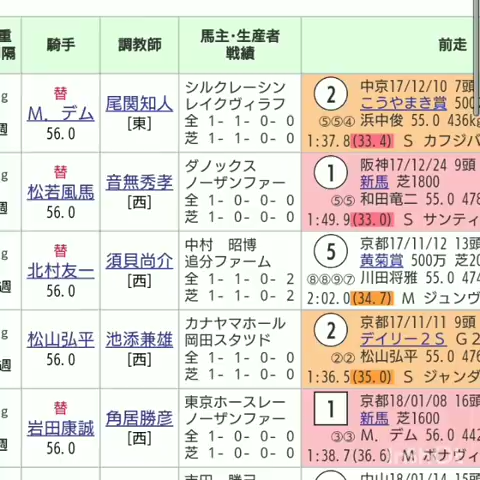 重
隔
騎手
調教師
馬主・生産者
戦績
前走
g
週
替
M．デム
56.0
尾関知人
[東]
シルクレーシン
レイクヴィラフ
全 1- 1- 0- 0
芝 1- 1- 0- 0
2
中京17/12/10 7頭
こうやまき賞 500
⑤⑤④ 浜中俊 55.0 436kg
1:37.8(33.4) S カフジバ
g
週
替
松若風馬
56.0
音無秀孝
[西]
ダノックス
ノーザンファー
全 1- 0- 0- 0
芝 1- 0- 0- 0
1
阪神17/12/24 9頭
新馬 芝1800
⑤⑤ 和田竜二 55.0 478
1:49.9(33.0) S サンティ
g
週
替
北村友一
56.0
須貝尚介
[西]
中村 昭博
追分ファーム
全 1- 1- 0- 2
芝 1- 1- 0- 2
5
京都17/11/12 13頭
黄菊賞 500万 芝20
⑧⑧⑨⑦ 川田将雅 55.0 474
2:02.0(34.7) M ジュンヴ
g
週
松山弘平
56.0
池添兼雄
[西]
カナヤマホール
岡田スタツド
全 1- 1- 0- 0
芝 1- 1- 0- 0
2
京都17/11/11 9頭
デイリー2S G2
②② 松山弘平 55.0 476
1:36.5(35.0) S ジャンダ
g
週
替
岩田康誠
56.0
角居勝彦
[西]
東京ホースレー
ノーザンファー
全 1- 0- 0- 0
芝 1- 0- 0- 0
1
京都18/01/08 16頭
新馬 芝1600
③③ M．デム 56.0 442
1:38.7(36.6) M ボナヴィ